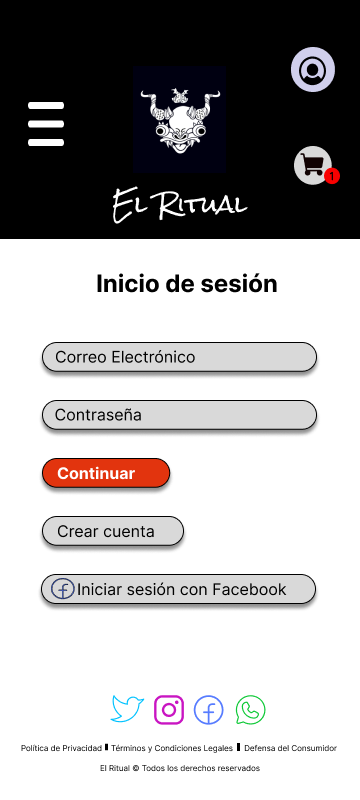 El Ritual
1
Inicio de sesión
Correo Electrónico
Contraseña
Continuar
Crear cuenta
Iniciar sesión con Facebook
Política de Privacidad Términos y Condiciones Legales Defensa del Consumidor
El Ritual © Todos los derechos reservados